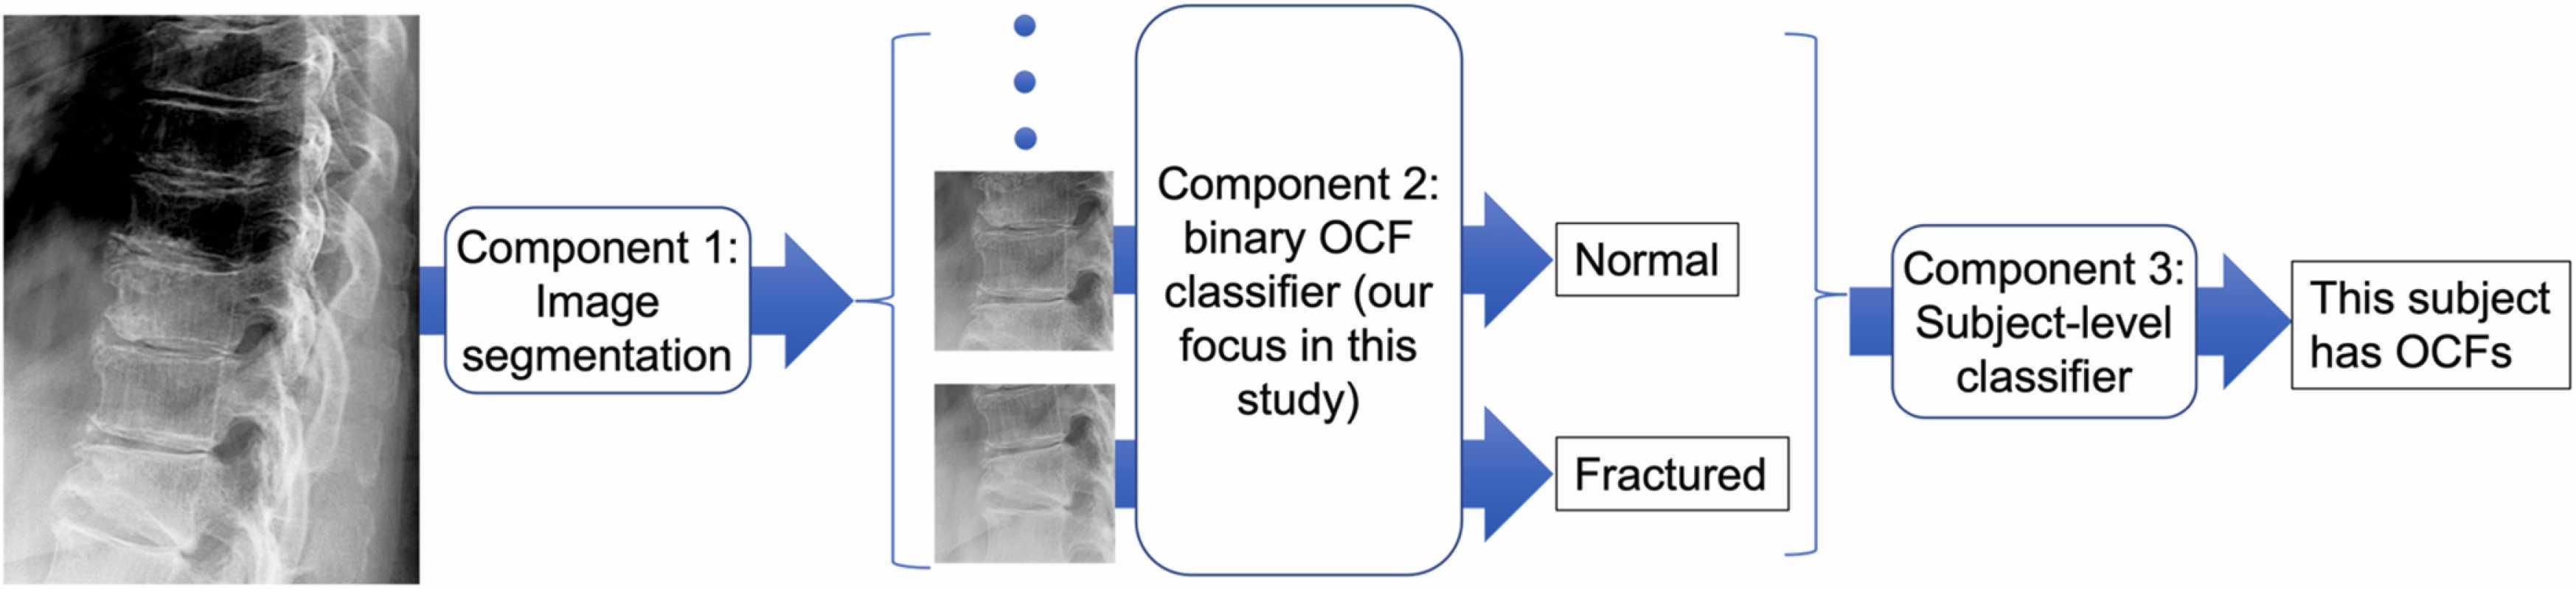 Component 1:
Image
segmentation
Component 2:
binary OCF
classifier (our
focus in this
study)
Normal
Fractured
Component 3:
Subject-level
classifier
This subject
has OCFs